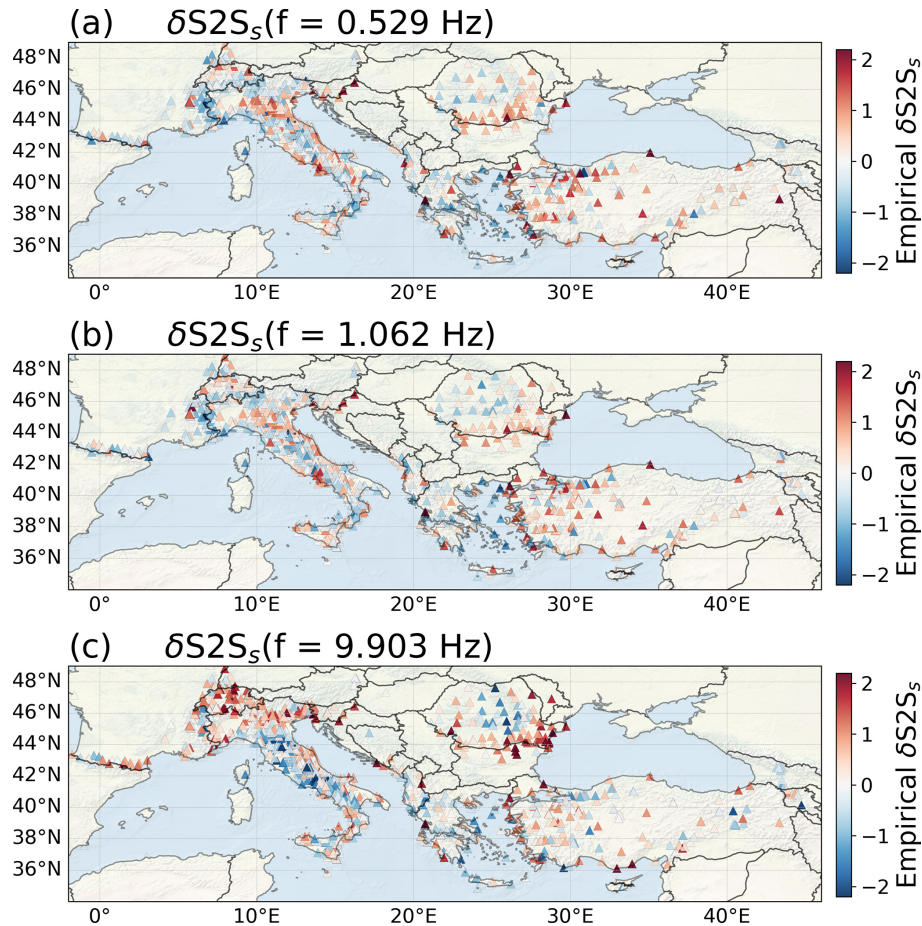 (a) δS2Sₛ(f = 0.529 Hz)
48°N
46°N
44°N
42°N
40°N
38°N
36°N
0° 10°E 20°E 30°E 40°E
2
1
0
−1
−2
Empirical δS2Sₛ
(b) δS2Sₛ(f = 1.062 Hz)
48°N
46°N
44°N
42°N
40°N
38°N
36°N
0° 10°E 20°E 30°E 40°E
2
1
0
−1
−2
Empirical δS2Sₛ
(c) δS2Sₛ(f = 9.903 Hz)
48°N
46°N
44°N
42°N
40°N
38°N
36°N
0° 10°E 20°E 30°E 40°E
2
1
0
−1
−2
Empirical δS2Sₛ